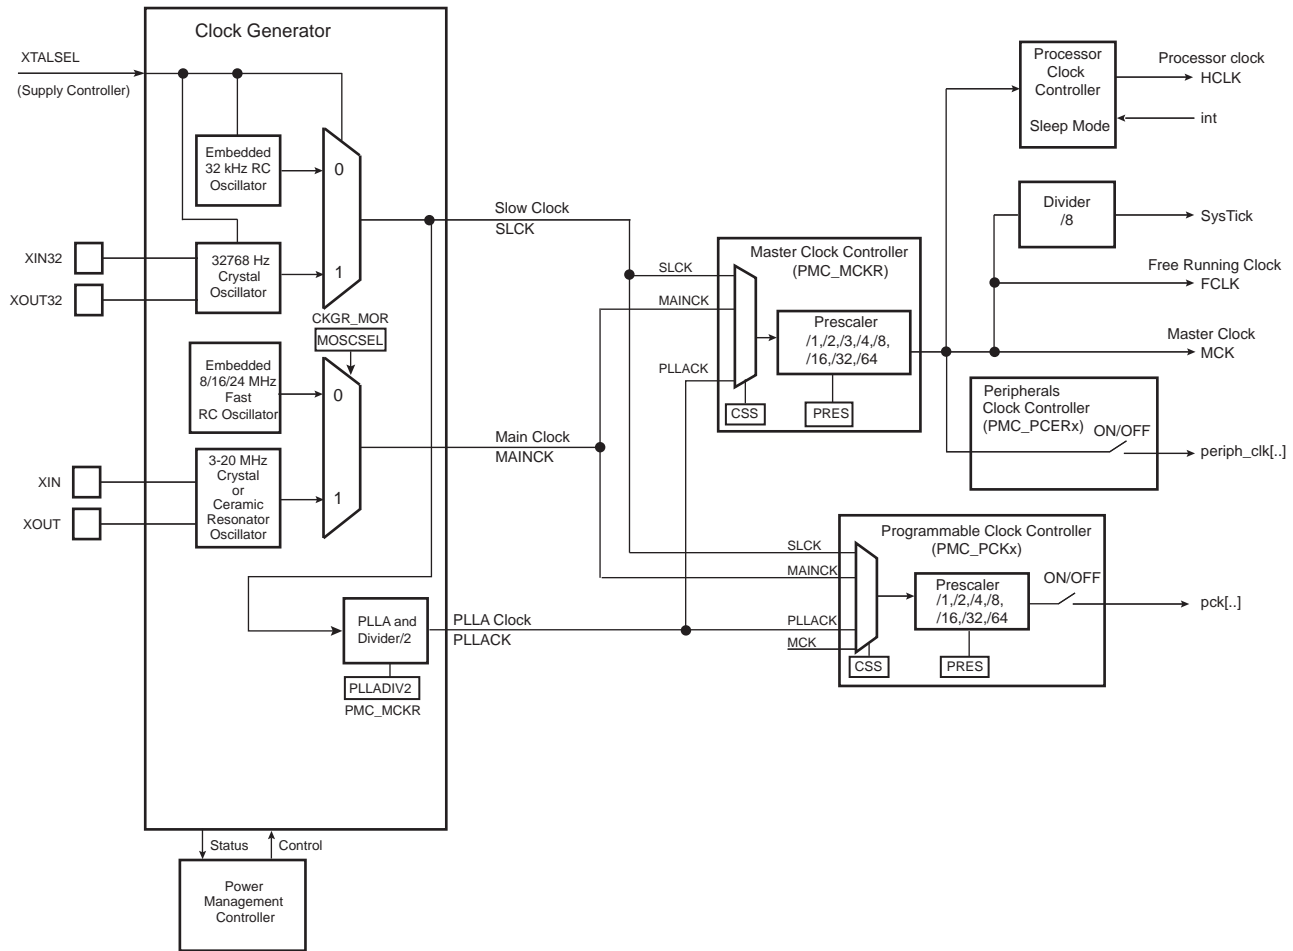 Clock Generator
XTALSEL
(Supply Controller)
Embedded
32 kHz RC
Oscillator
0
XIN32
XOUT32
32768 Hz
Crystal
Oscillator
1
CKGR_MOR
MOSCSEL
Embedded
8/16/24 MHz
Fast
RC Oscillator
0
XIN
XOUT
3-20 MHz
Crystal
or
Ceramic
Resonator
Oscillator
1
Slow Clock
SLCK
Main Clock
MAINCK
PLLA and
Divider/2
PLLADIV2
PMC_MCKR
PLLA Clock
PLLACK
Status
Control
Power
Management
Controller
Master Clock Controller
(PMC_MCKR)
SLCK
MAINCK
PLLACK
Prescaler
/1,/2,/3,/4,/8,
/16,/32,/64
CSS
PRES
Processor
Clock
Controller
Sleep Mode
Processor clock
HCLK
int
Divider
/8
SysTick
Free Running Clock
FCLK
Master Clock
MCK
Peripherals
Clock Controller
(PMC_PCERx)
ON/OFF
periph_clk[..]
Programmable Clock Controller
(PMC_PCKx)
SLCK
MAINCK
PLLACK
MCK
Prescaler
/1,/2,/4,/8,
/16,/32,/64
ON/OFF
pck[..]
CSS
PRES